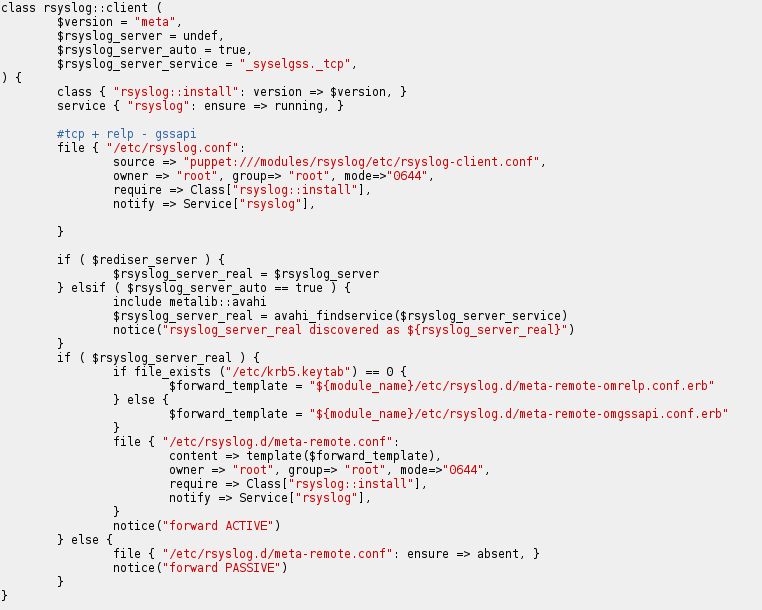 class rsyslog::client (
        $version = "meta",
        $rsyslog_server = undef,
        $rsyslog_server_auto = true,
        $rsyslog_server_service = "_syselgss._tcp",
) {
        class { "rsyslog::install": version => $version, }
        service { "rsyslog": ensure => running, }

        #tcp + relp - gssapi
        file { "/etc/rsyslog.conf":
                source => "puppet:///modules/rsyslog/etc/rsyslog-client.conf",
                owner => "root", group=> "root", mode=>"0644",
                require => Class["rsyslog::install"],
                notify => Service["rsyslog"],

        }

        if ( $rediser_server ) {
                $rsyslog_server_real = $rsyslog_server
        } elsif ( $rsyslog_server_auto == true ) {
                include metalib::avahi
                $rsyslog_server_real = avahi_findservice($rsyslog_server_service)
                notice("rsyslog_server_real discovered as ${rsyslog_server_real}")
        }
        if ( $rsyslog_server_real ) {
                if file_exists ("/etc/krb5.keytab") == 0 {
                        $forward_template = "${module_name}/etc/rsyslog.d/meta-remote-omrelp.conf.erb"
                } else {
                        $forward_template = "${module_name}/etc/rsyslog.d/meta-remote-omgssapi.conf.erb"
                }
                file { "/etc/rsyslog.d/meta-remote.conf":
                        content => template($forward_template),
                        owner => "root", group=> "root", mode=>"0644",
                        require => Class["rsyslog::install"],
                        notify => Service["rsyslog"],
                }
                notice("forward ACTIVE")
        } else {
                file { "/etc/rsyslog.d/meta-remote.conf": ensure => absent, }
                notice("forward PASSIVE")
        }
}